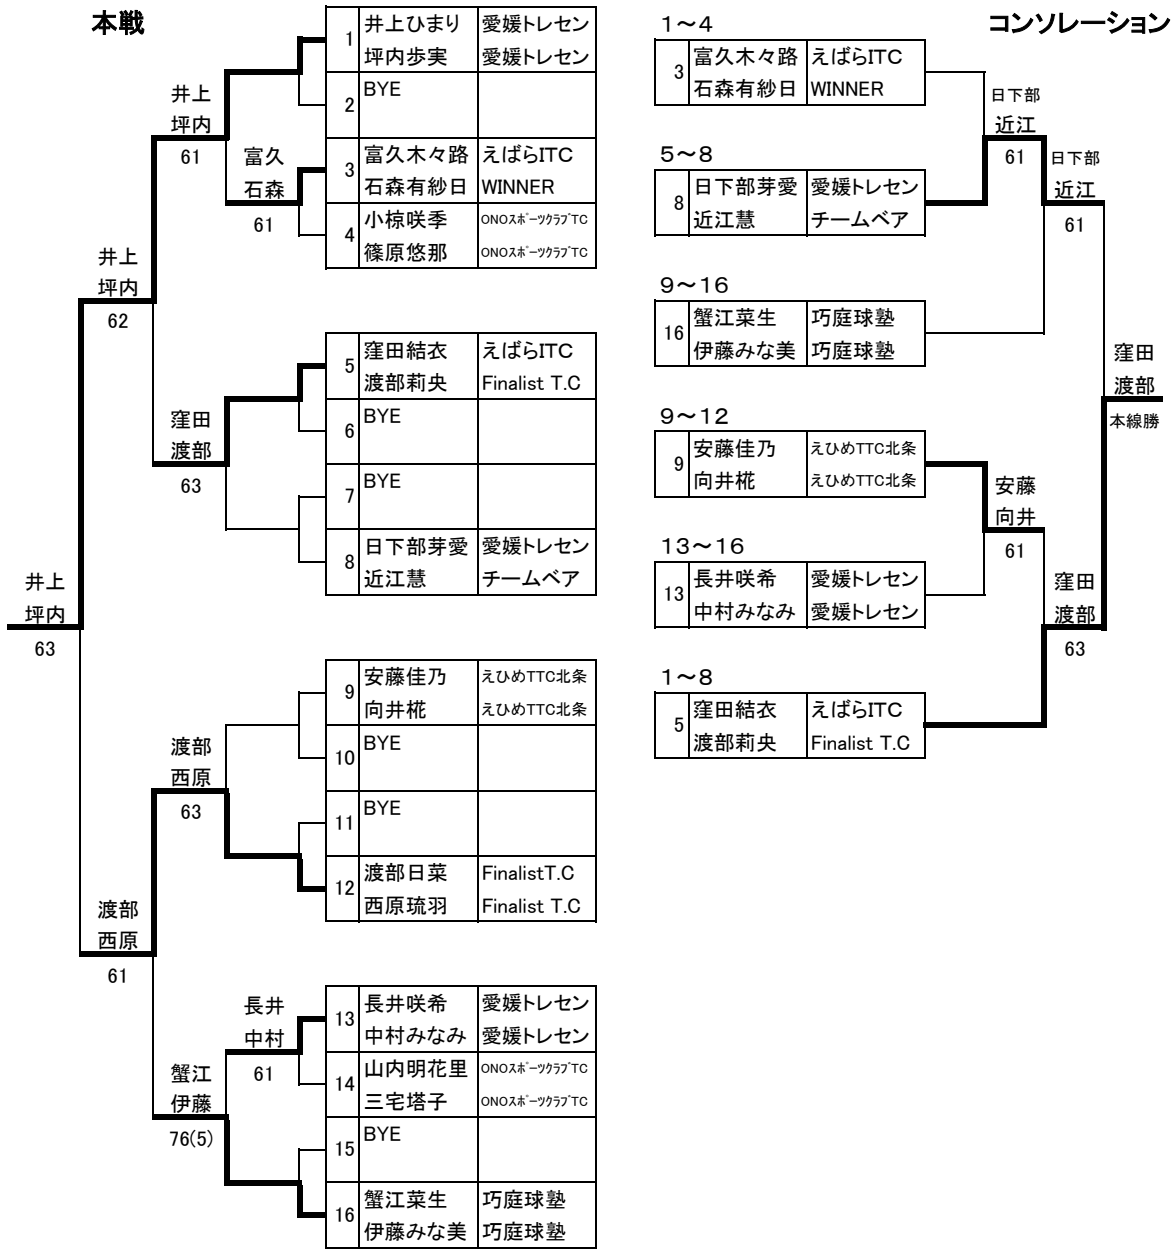 本戦
コンソレーション
1 井上ひまり 愛媛トレセン
坪内歩実 愛媛トレセン
2 BYE
3 富久木々路 えばらITC
石森有紗日 WINNER
4 小椋咲季 ONOスポーツクラブTC
篠原悠那 ONOスポーツクラブTC
5 窪田結衣 えばらITC
渡部莉央 Finalist T.C
6 BYE
7 BYE
8 日下部芽愛 愛媛トレセン
近江慧 チームベア
9 安藤佳乃 えひめTTC北条
向井椛 えひめTTC北条
10 BYE
11 BYE
12 渡部日菜 FinalistT.C
西原琉羽 Finalist T.C
13 長井咲希 愛媛トレセン
中村みなみ 愛媛トレセン
14 山内明花里 ONOスポーツクラブTC
三宅塔子 ONOスポーツクラブTC
15 BYE
16 蟹江菜生 巧庭球塾
伊藤みな美 巧庭球塾
富久
石森
61
長井
中村
61
井上
坪内
61
窪田
渡部
63
渡部
西原
63
蟹江
伊藤
76(5)
井上
坪内
62
渡部
西原
61
井上
坪内
63
1～4
3 富久木々路 えばらITC
石森有紗日 WINNER
5～8
8 日下部芽愛 愛媛トレセン
近江慧 チームベア
9～16
16 蟹江菜生 巧庭球塾
伊藤みな美 巧庭球塾
9～12
9 安藤佳乃 えひめTTC北条
向井椛 えひめTTC北条
13～16
13 長井咲希 愛媛トレセン
中村みなみ 愛媛トレセン
1～8
5 窪田結衣 えばらITC
渡部莉央 Finalist T.C
日下部
近江
61
日下部
近江
61
安藤
向井
61
窪田
渡部
63
窪田
渡部
本線勝